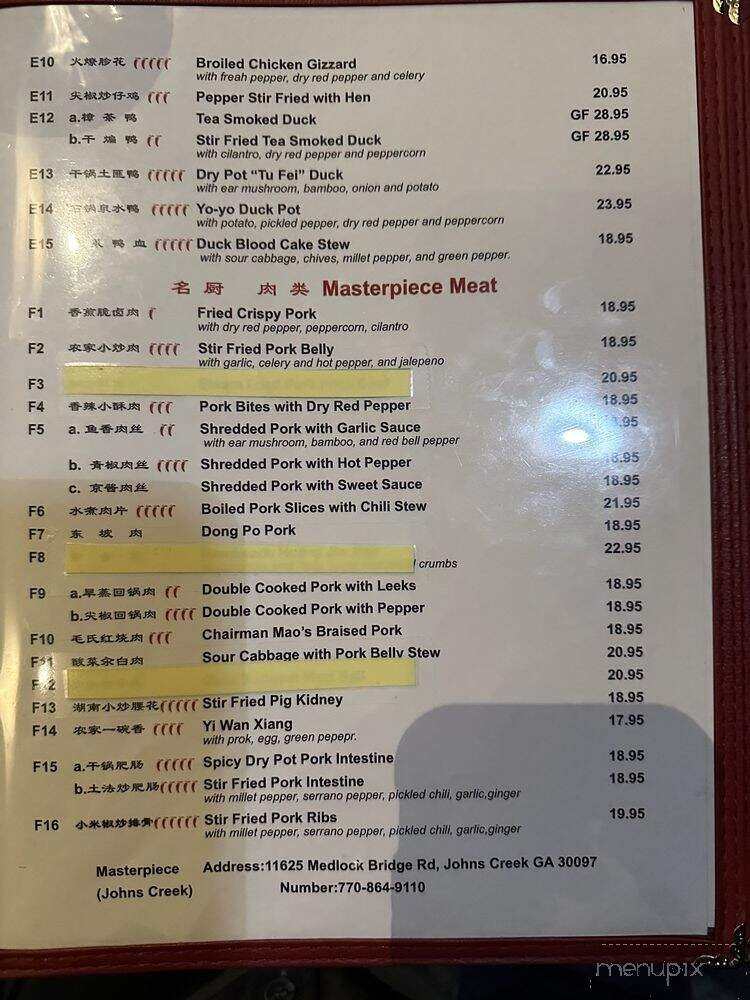 E10 火燎胗花 Broiled Chicken Gizzard 16.95
with freah pepper, dry red pepper and celery
E11 尖椒炒仔鸡 Pepper Stir Fried with Hen 20.95
E12 a.樟 茶 鸭 Tea Smoked Duck GF 28.95
b.干 煸 鸭 Stir Fried Tea Smoked Duck GF 28.95
with cilantro, dry red pepper and peppercorn
E13 干锅土匪鸭 Dry Pot “Tu Fei” Duck 22.95
with ear mushroom, bamboo, onion and potato
E14 石锅泉水鸭 Yo-yo Duck Pot 23.95
with potato, pickled pepper, dry red pepper and peppercorn
E15 鸭 血 Duck Blood Cake Stew 18.95
with sour cabbage, chives, millet pepper, and green pepper.
名 厨 肉 类 Masterpiece Meat
F1 香煎脆卤肉 Fried Crispy Pork 18.95
with dry red pepper, peppercorn, cilantro
F2 农家小炒肉 Stir Fried Pork Belly 18.95
with garlic, celery and hot pepper, and jalepeno
F3 20.95
F4 香辣小酥肉 Pork Bites with Dry Red Pepper 18.95
F5 a. 鱼香肉丝 Shredded Pork with Garlic Sauce .95
with ear mushroom, bamboo, and red bell pepper
b. 青椒肉丝 Shredded Pork with Hot Pepper 18.95
c. 京酱肉丝 Shredded Pork with Sweet Sauce 18.95
F6 水煮肉片 Boiled Pork Slices with Chili Stew 21.95
F7 东 坡 肉 Dong Po Pork 18.95
F8 22.95
crumbs
F9 a.旱蒸回锅肉 Double Cooked Pork with Leeks 18.95
b.尖椒回锅肉 Double Cooked Pork with Pepper 18.95
F10 毛氏红烧肉 Chairman Mao's Braised Pork 18.95
F11 酸菜汆白肉 Sour Cabbage with Pork Belly Stew 20.95
F12 20.95
F13 湖南小炒腰花 Stir Fried Pig Kidney 18.95
F14 农家一碗香 Yi Wan Xiang 17.95
with prok, egg, green pepepr.
F15 a.干锅肥肠 Spicy Dry Pot Pork Intestine 18.95
b.土法炒肥肠 Stir Fried Pork Intestine 18.95
with millet pepper, serrano pepper, pickled chili, garlic,ginger
F16 小米椒炒排骨 Stir Fried Pork Ribs 19.95
with millet pepper, serrano pepper, pickled chili, garlic,ginger
Masterpiece Address:11625 Medlock Bridge Rd, Johns Creek GA 30097
(Johns Creek) Number:770-864-9110
menupix